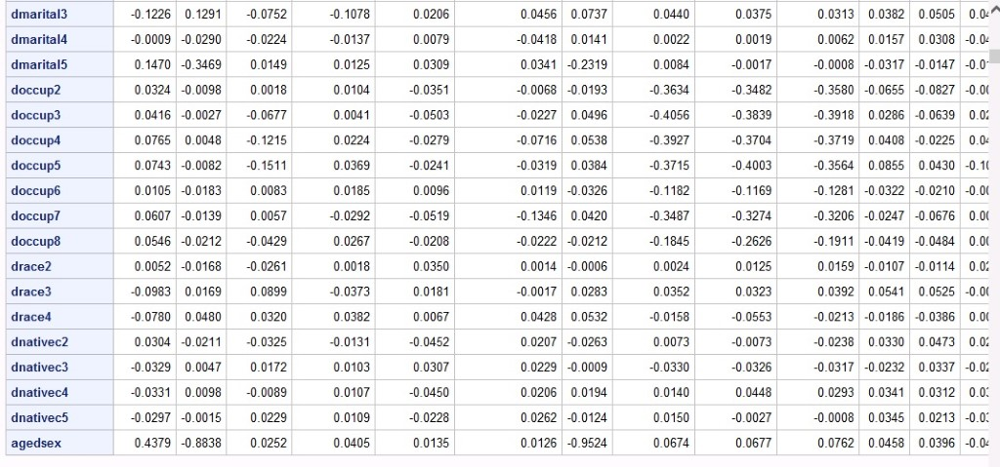 dmarital3 -0.1226 0.1291 -0.0752 -0.1078 0.0206 0.0456 0.0737 0.0440 0.0375 0.0313 0.0382 0.0505
dmarital4 -0.0009 -0.0290 -0.0224 -0.0137 0.0079 -0.0418 0.0141 0.0022 0.0019 0.0062 0.0157 0.0308
dmarital5 0.1470 -0.3469 0.0149 0.0125 0.0309 0.0341 -0.2319 0.0084 -0.0017 -0.0008 -0.0317 -0.0147
doccup2 0.0324 -0.0098 0.0018 0.0104 -0.0351 -0.0068 -0.0193 -0.3634 -0.3482 -0.3580 -0.0655 -0.0827
doccup3 0.0416 -0.0027 -0.0677 0.0041 -0.0503 -0.0227 0.0496 -0.4056 -0.3839 -0.3918 0.0286 -0.0639
doccup4 0.0765 0.0048 -0.1215 0.0224 -0.0279 -0.0716 0.0538 -0.3927 -0.3704 -0.3719 0.0408 -0.0225
doccup5 0.0743 -0.0082 -0.1511 0.0369 -0.0241 -0.0319 0.0384 -0.3715 -0.4003 -0.3564 0.0855 0.0430
doccup6 0.0105 -0.0183 0.0083 0.0185 0.0096 0.0119 -0.0326 -0.1182 -0.1169 -0.1281 -0.0322 -0.0210
doccup7 0.0607 -0.0139 0.0057 -0.0292 -0.0519 -0.1346 0.0420 -0.3487 -0.3274 -0.3206 -0.0247 -0.0676
doccup8 0.0546 -0.0212 -0.0429 0.0267 -0.0208 -0.0222 -0.0212 -0.1845 -0.2626 -0.1911 -0.0419 -0.0484
drace2 0.0052 -0.0168 -0.0261 0.0018 0.0350 0.0014 -0.0006 0.0024 0.0125 0.0159 -0.0107 -0.0114
drace3 -0.0983 0.0169 0.0899 -0.0373 0.0181 -0.0017 0.0283 0.0352 0.0323 0.0392 0.0541 0.0525
drace4 -0.0780 0.0480 0.0320 0.0382 0.0067 0.0428 0.0532 -0.0158 -0.0553 -0.0213 -0.0186 -0.0386
dnativec2 0.0304 -0.0211 -0.0325 -0.0131 -0.0452 0.0207 -0.0263 0.0073 -0.0073 -0.0238 0.0330 0.0473
dnativec3 -0.0329 0.0047 0.0172 0.0103 0.0307 0.0229 -0.0009 -0.0330 -0.0326 -0.0317 -0.0232 0.0337
dnativec4 -0.0331 0.0098 -0.0089 0.0107 -0.0450 0.0206 0.0194 0.0140 0.0448 0.0293 0.0341 0.0312
dnativec5 -0.0297 -0.0015 0.0229 0.0109 -0.0228 0.0262 -0.0124 0.0150 -0.0027 -0.0008 0.0345 0.0213
agedsex 0.4379 -0.8838 0.0252 0.0405 0.0135 0.0126 -0.9524 0.0674 0.0677 0.0762 0.0458 0.0396